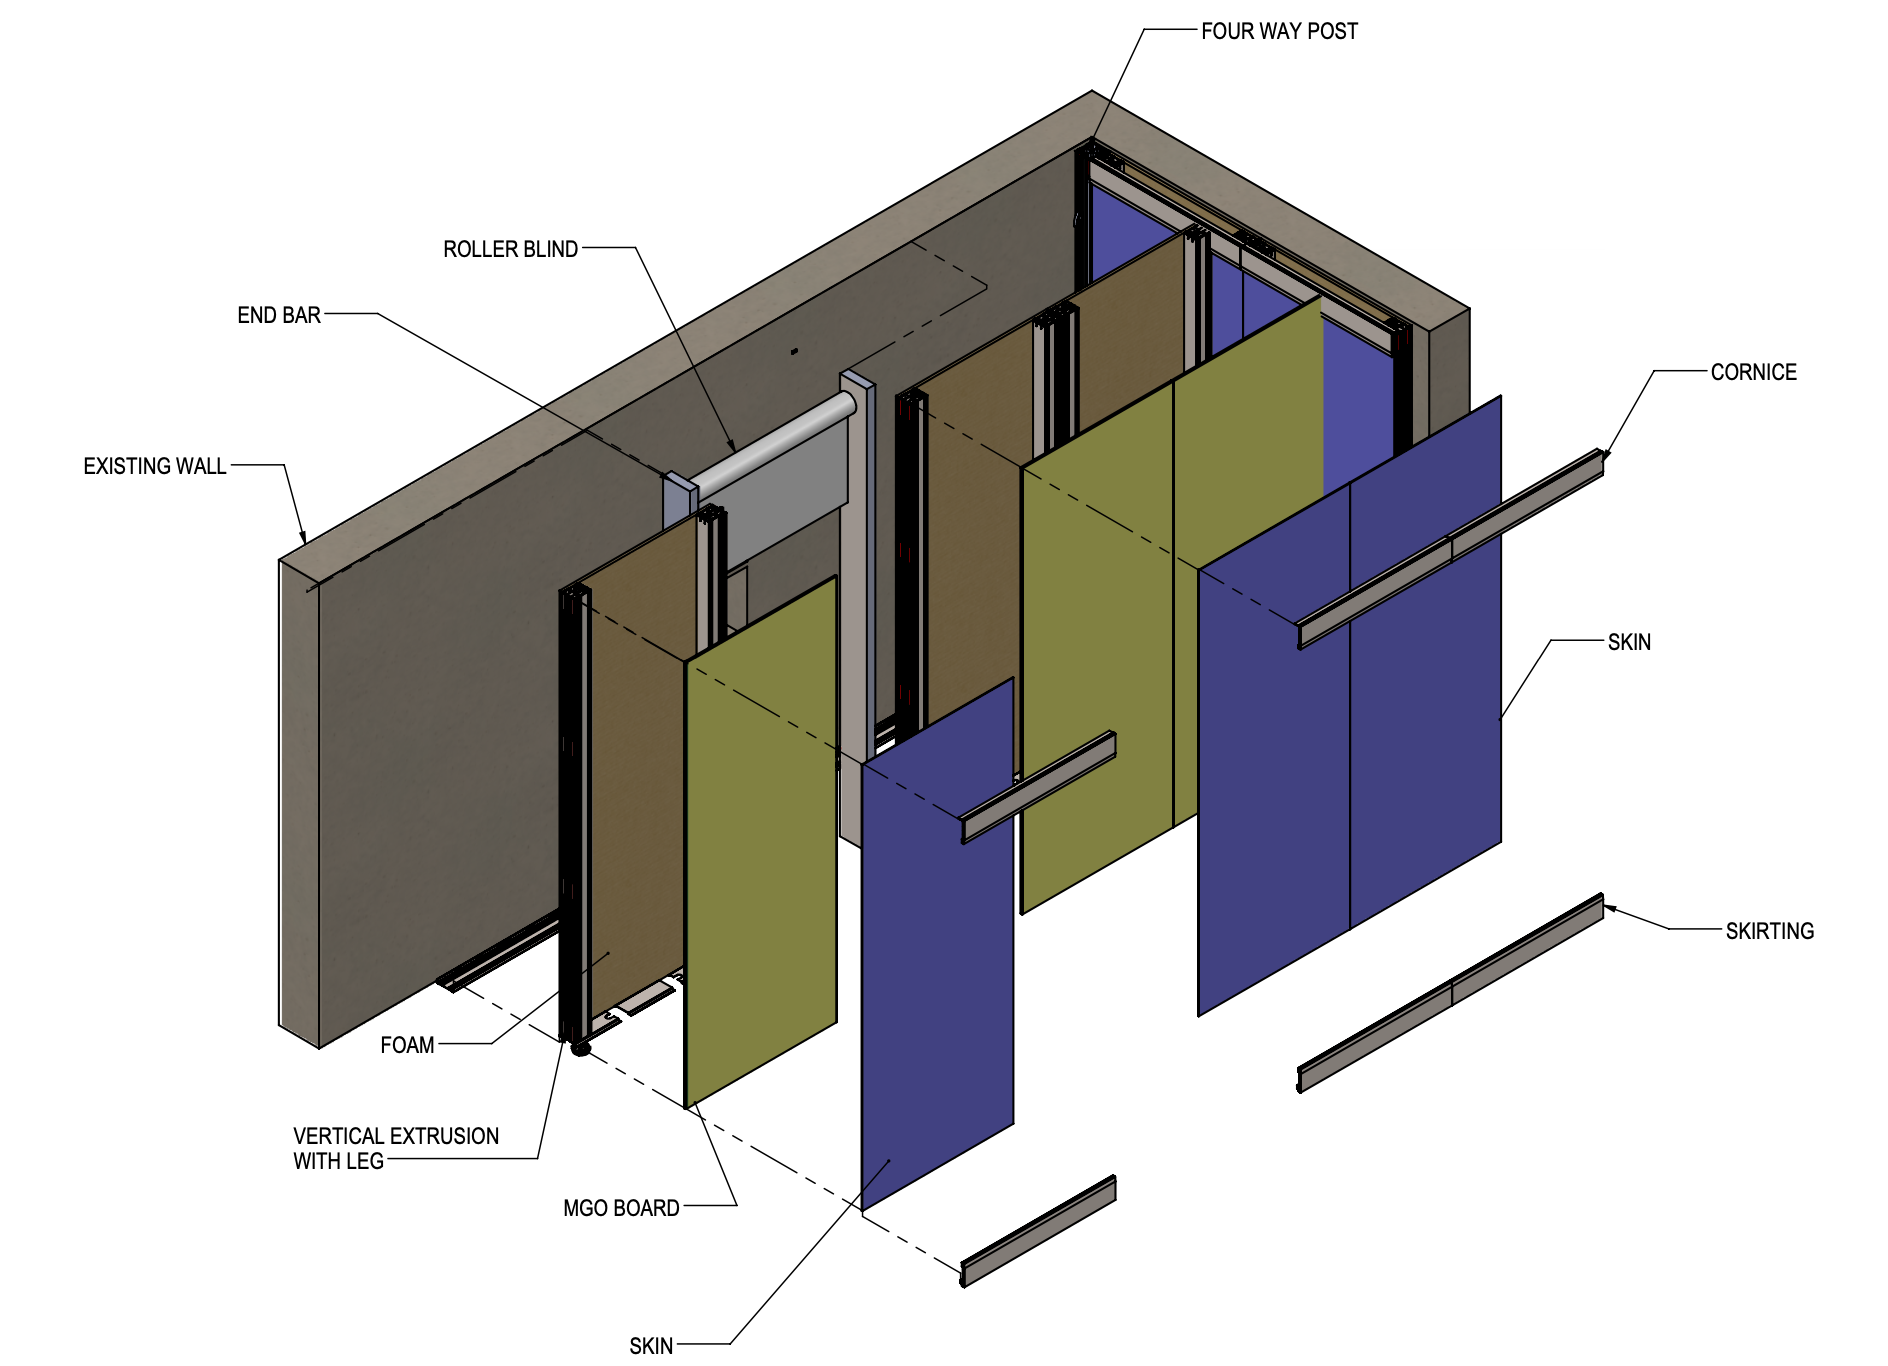 FOUR WAY POST
ROLLER BLIND
END BAR
CORNICE
EXISTING WALL
SKIN
SKIRTING
FOAM
VERTICAL EXTRUSION
WITH LEG
MGO BOARD
SKIN